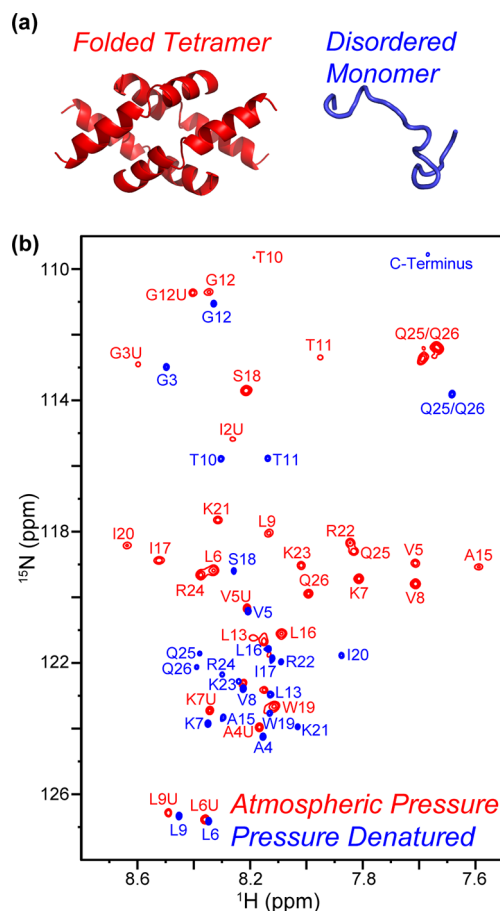 (a)
Folded Tetramer
Disordered
Monomer
(b)
T10
C-Terminus
110
G12U
G12
G12
T11
Q25/Q26
G3U
G3
S18
Q25/Q26
114
I2U
T10
T11
K21
L9
R22
118
I20
I17
L6
K23
Q25
V5
A15
R24
S18
Q26
K7
V8
V5U
V5
L13
L16
L16
Q25
R24
I17
R22
I20
122
Q26
K23
V8
L13
K7U
W19
K7
A15
W19
K21
A4U
A4
L9U
L6U
126
L9
L6
Atmospheric Pressure
Pressure Denatured
15N (ppm)
8.6
8.2
7.8
7.6
1H (ppm)